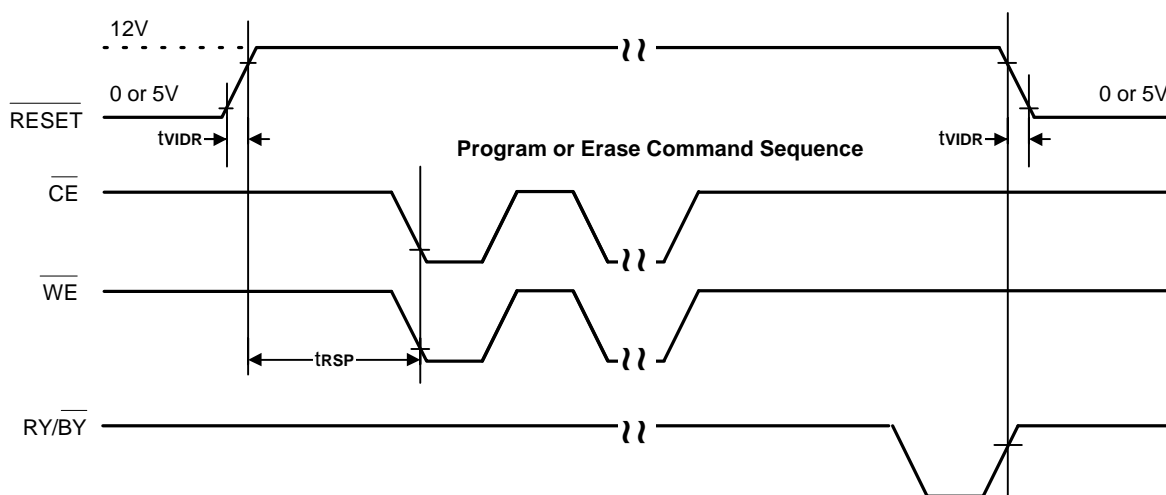 12V
0 or 5V
0 or 5V
RESET
tVIDR
tVIDR
Program or Erase Command Sequence
CE
WE
tRSP
RY/BY